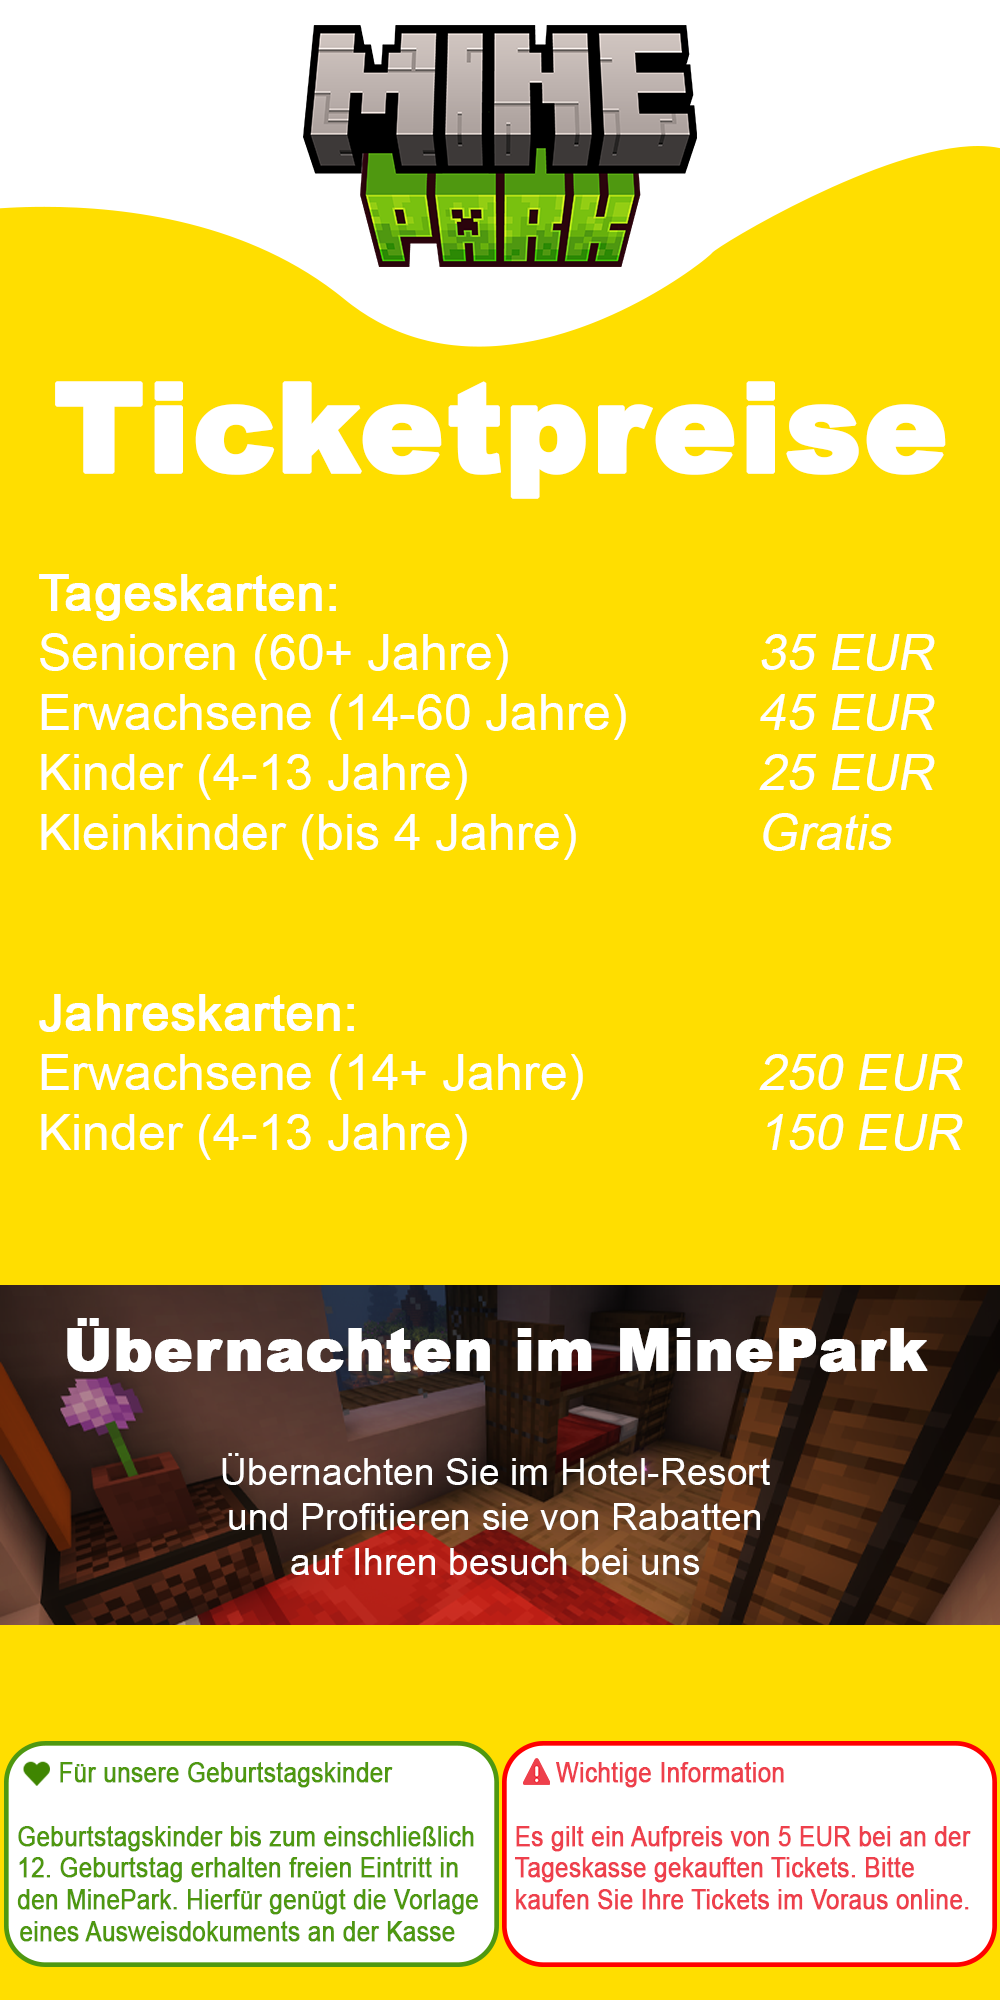 MINE
PARK
Ticketpreise
Tageskarten:
Senioren (60+ Jahre) 35 EUR
Erwachsene (14-60 Jahre) 45 EUR
Kinder (4-13 Jahre) 25 EUR
Kleinkinder (bis 4 Jahre) Gratis
Jahreskarten:
Erwachsene (14+ Jahre) 250 EUR
Kinder (4-13 Jahre) 150 EUR
Übernachten im MinePark
Übernachten Sie im Hotel-Resort
und Profitieren sie von Rabatten
auf Ihren besuch bei uns
Für unsere Geburtstagskinder
Geburtstagskinder bis zum einschließlich
12. Geburtstag erhalten freien Eintritt in
den MinePark. Hierfür genügt die Vorlage
eines Ausweisdokuments an der Kasse
Wichtige Information
Es gilt ein Aufpreis von 5 EUR bei an der
Tageskasse gekauften Tickets. Bitte
kaufen Sie Ihre Tickets im Voraus online.